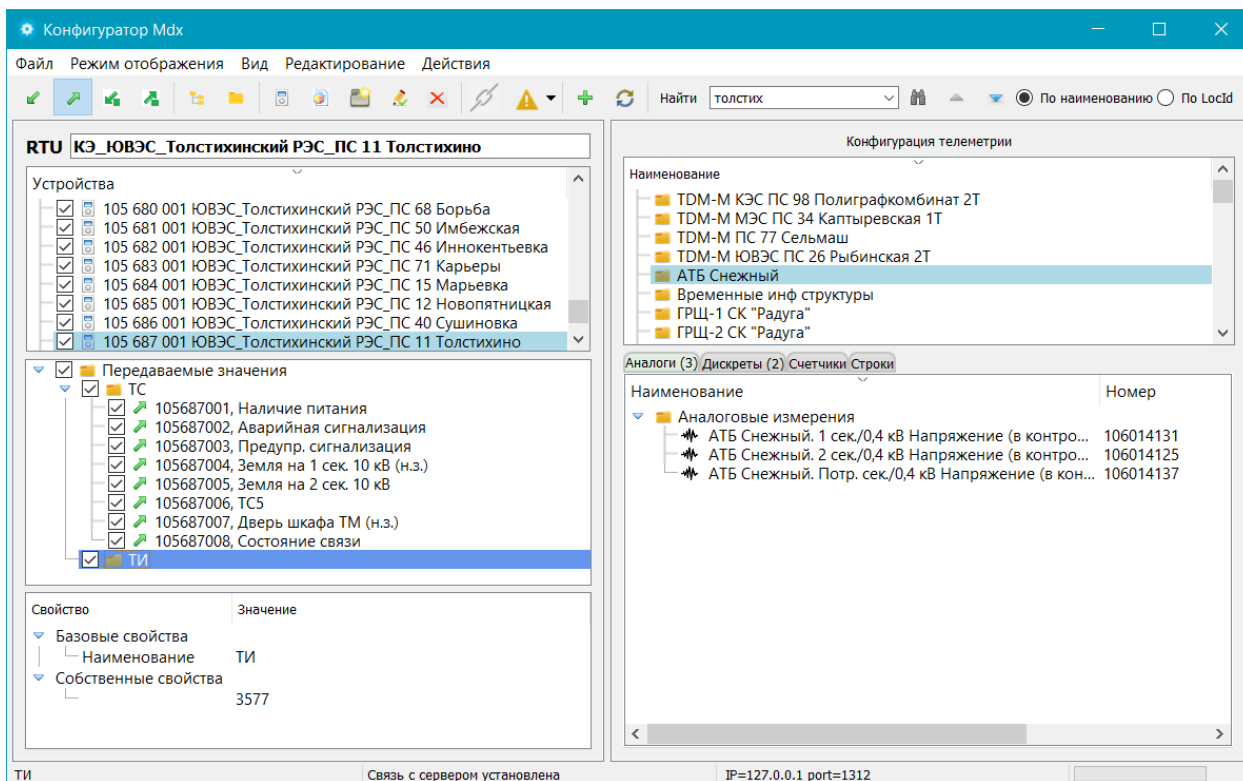 Конфигуратор Mdx
Файл Режим отображения Вид Редактирование Действия
Найти толстих По наименованию По LocId
RTU КЭ_ЮВЭС_Толстихинский РЭС_ПС 11 Толстихино
Устройства
105 680 001 ЮВЭС_Толстихинский РЭС_ПС 68 Борьба
105 681 001 ЮВЭС_Толстихинский РЭС_ПС 50 Имбежская
105 682 001 ЮВЭС_Толстихинский РЭС_ПС 46 Иннокентьевка
105 683 001 ЮВЭС_Толстихинский РЭС_ПС 71 Карьеры
105 684 001 ЮВЭС_Толстихинский РЭС_ПС 15 Марьевка
105 685 001 ЮВЭС_Толстихинский РЭС_ПС 12 Новопятницкая
105 686 001 ЮВЭС_Толстихинский РЭС_ПС 40 Сушиновка
105 687 001 ЮВЭС_Толстихинский РЭС_ПС 11 Толстихино
Передаваемые значения
ТС
105687001, Наличие питания
105687002, Аварийная сигнализация
105687003, Предупр. сигнализация
105687004, Земля на 1 сек. 10 кВ (н.з.)
105687005, Земля на 2 сек. 10 кВ
105687006, ТС5
105687007, Дверь шкафа ТМ (н.з.)
105687008, Состояние связи
ТИ
Свойство Значение
Базовые свойства
Наименование ТИ
Собственные свойства
3577
Конфигурация телеметрии
Наименование
TDM-M КЭС ПС 98 Полиграфкомбинат 2Т
TDM-M МЭС ПС 34 Каптыревская 1Т
TDM-M ПС 77 Сельмаш
TDM-M ЮВЭС ПС 26 Рыбинская 2Т
АТБ Снежный
Временные инф структуры
ГРЩ-1 СК "Радуга"
ГРЩ-2 СК "Радуга"
Аналоги (3) Дискреты (2) Счетчики Строки
Наименование Номер
Аналоговые измерения
АТБ Снежный. 1 сек./0,4 кВ Напряжение (в контро... 106014131
АТБ Снежный. 2 сек./0,4 кВ Напряжение (в контро... 106014125
АТБ Снежный. Потр. сек./0,4 кВ Напряжение (в кон... 106014137
ТИ Связь с сервером установлена IP=127.0.0.1 port=1312